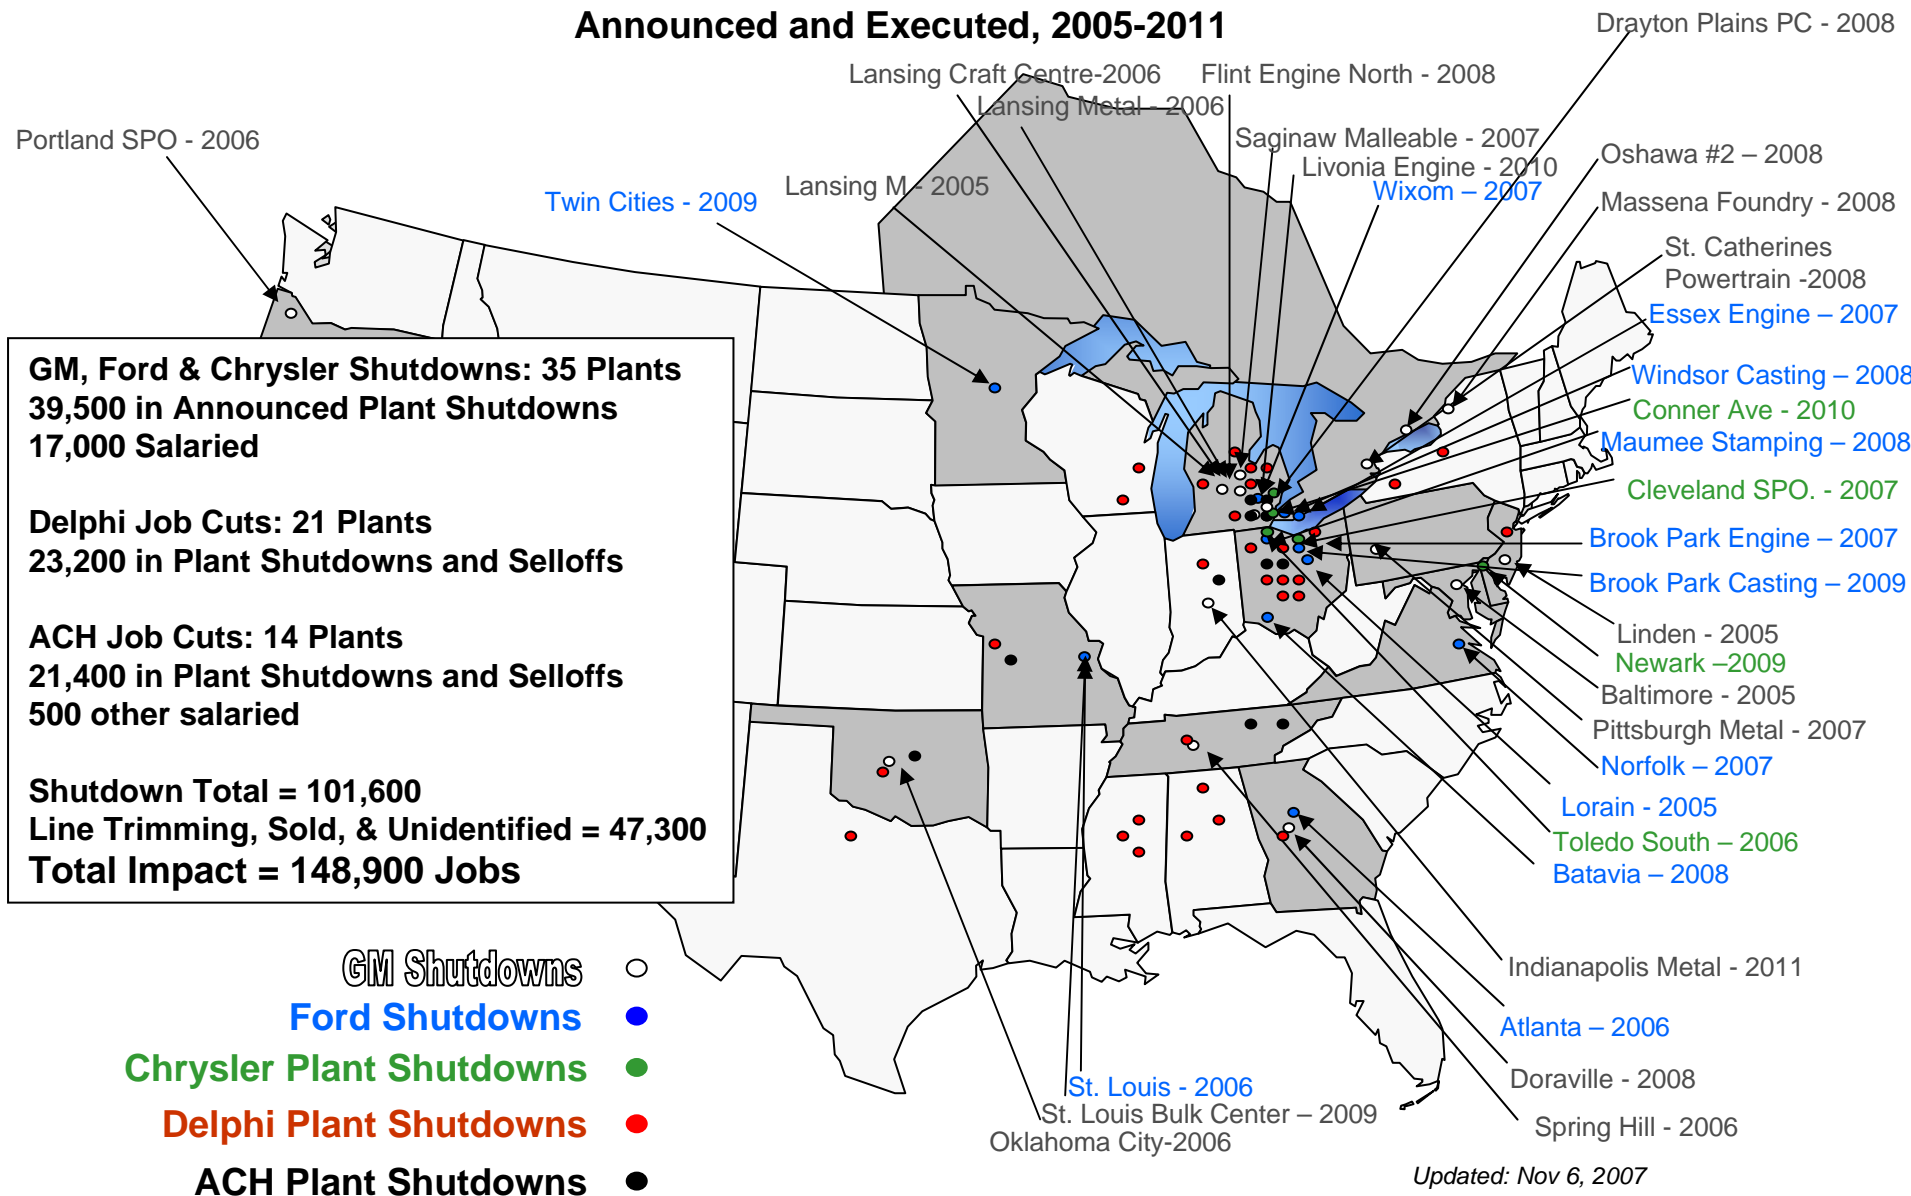 Announced and Executed, 2005-2011
Drayton Plains PC - 2008
Lansing Craft Centre-2006
Flint Engine North - 2008
Lansing Metal - 2006
Portland SPO - 2006
Saginaw Malleable - 2007
Oshawa #2 – 2008
Livonia Engine - 2010
Lansing M - 2005
Wixom – 2007
Twin Cities - 2009
Massena Foundry - 2008
St. Catherines
Powertrain -2008
Essex Engine – 2007
Windsor Casting – 2008
Conner Ave - 2010
Maumee Stamping – 2008
Cleveland SPO. - 2007
Brook Park Engine – 2007
Brook Park Casting – 2009
Linden - 2005
Newark –2009
Baltimore - 2005
Pittsburgh Metal - 2007
Norfolk – 2007
Lorain - 2005
Toledo South – 2006
Batavia – 2008
Indianapolis Metal - 2011
Atlanta – 2006
Doraville - 2008
Spring Hill - 2006
St. Louis - 2006
St. Louis Bulk Center – 2009
Oklahoma City-2006
GM, Ford & Chrysler Shutdowns: 35 Plants
39,500 in Announced Plant Shutdowns
17,000 Salaried
Delphi Job Cuts: 21 Plants
23,200 in Plant Shutdowns and Selloffs
ACH Job Cuts: 14 Plants
21,400 in Plant Shutdowns and Selloffs
500 other salaried
Shutdown Total = 101,600
Line Trimming, Sold, & Unidentified = 47,300
Total Impact = 148,900 Jobs
GM Shutdowns
Ford Shutdowns
Chrysler Plant Shutdowns
Delphi Plant Shutdowns
ACH Plant Shutdowns
Updated: Nov 6, 2007